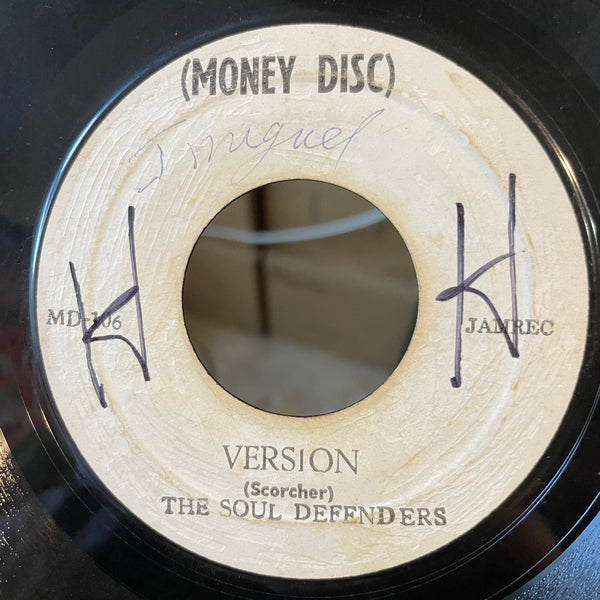 (MONEY DISC)
J miguel
H
H
MD-106
JAMREC
VERSION
(Scorcher)
THE SOUL DEFENDERS